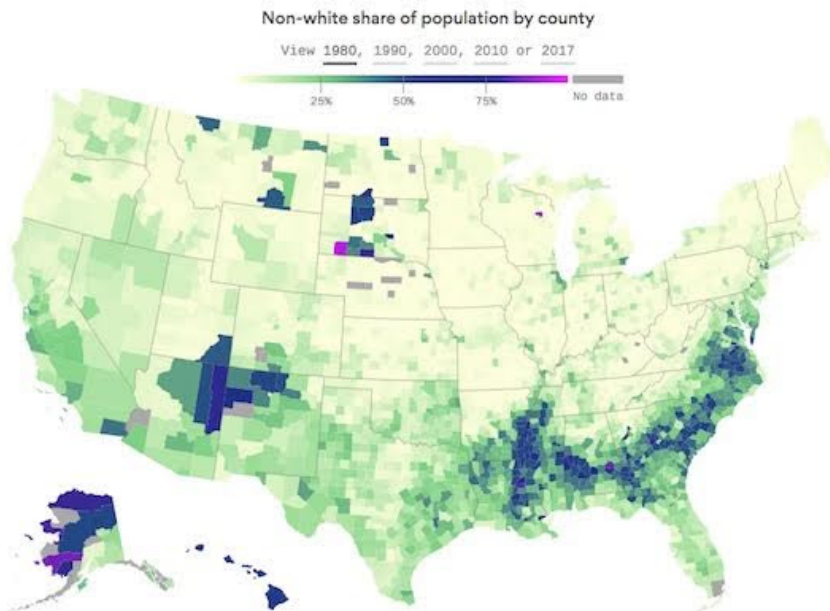 Non-white share of population by county
View 1980, 1990, 2000, 2010 or 2017
25% 50% 75% No data